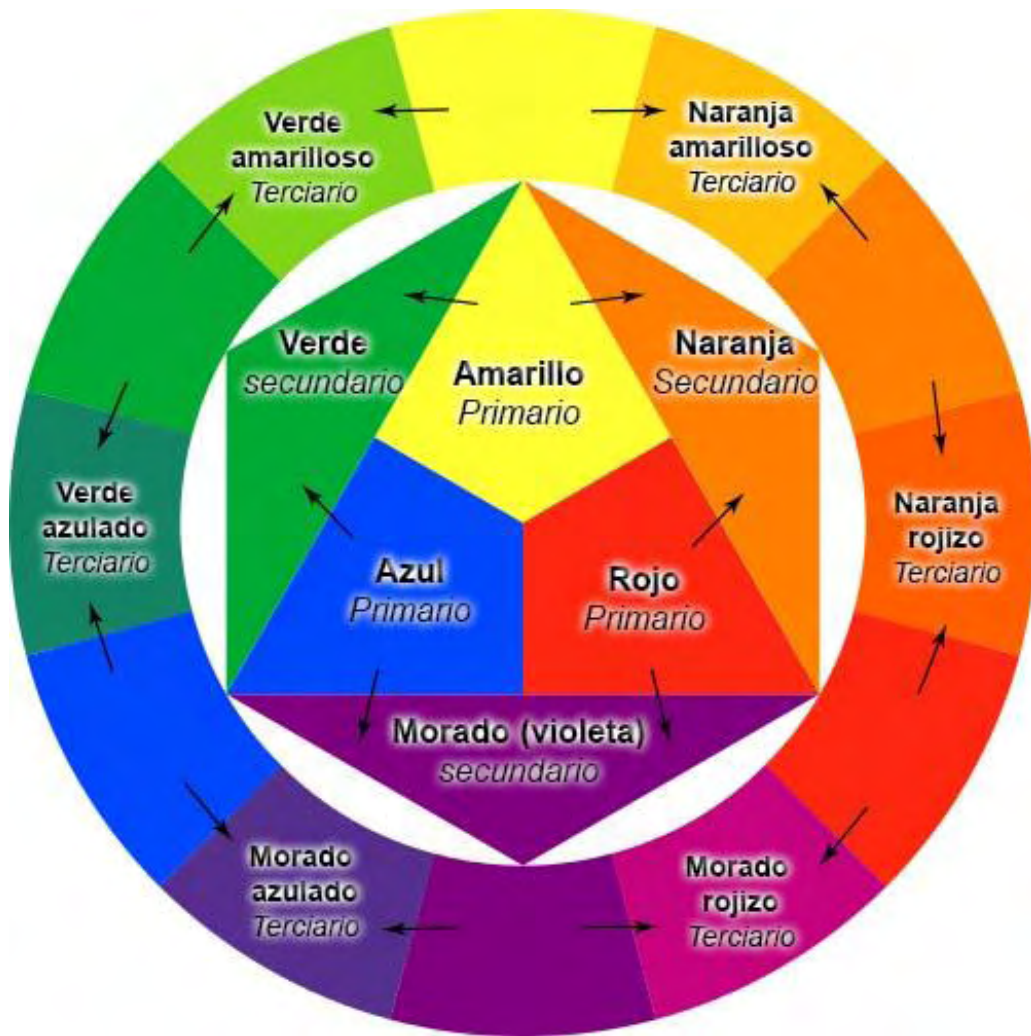 Verde
amarilloso
Terciario
Naranja
amarilloso
Terciario
Verde
secundario
Amarillo
Primario
Naranja
Secundario
Verde
azulado
Terciario
Azul
Primario
Rojo
Primario
Naranja
rojizo
Terciario
Morado (violeta)
secundario
Morado
azulado
Terciario
Morado
rojizo
Terciario